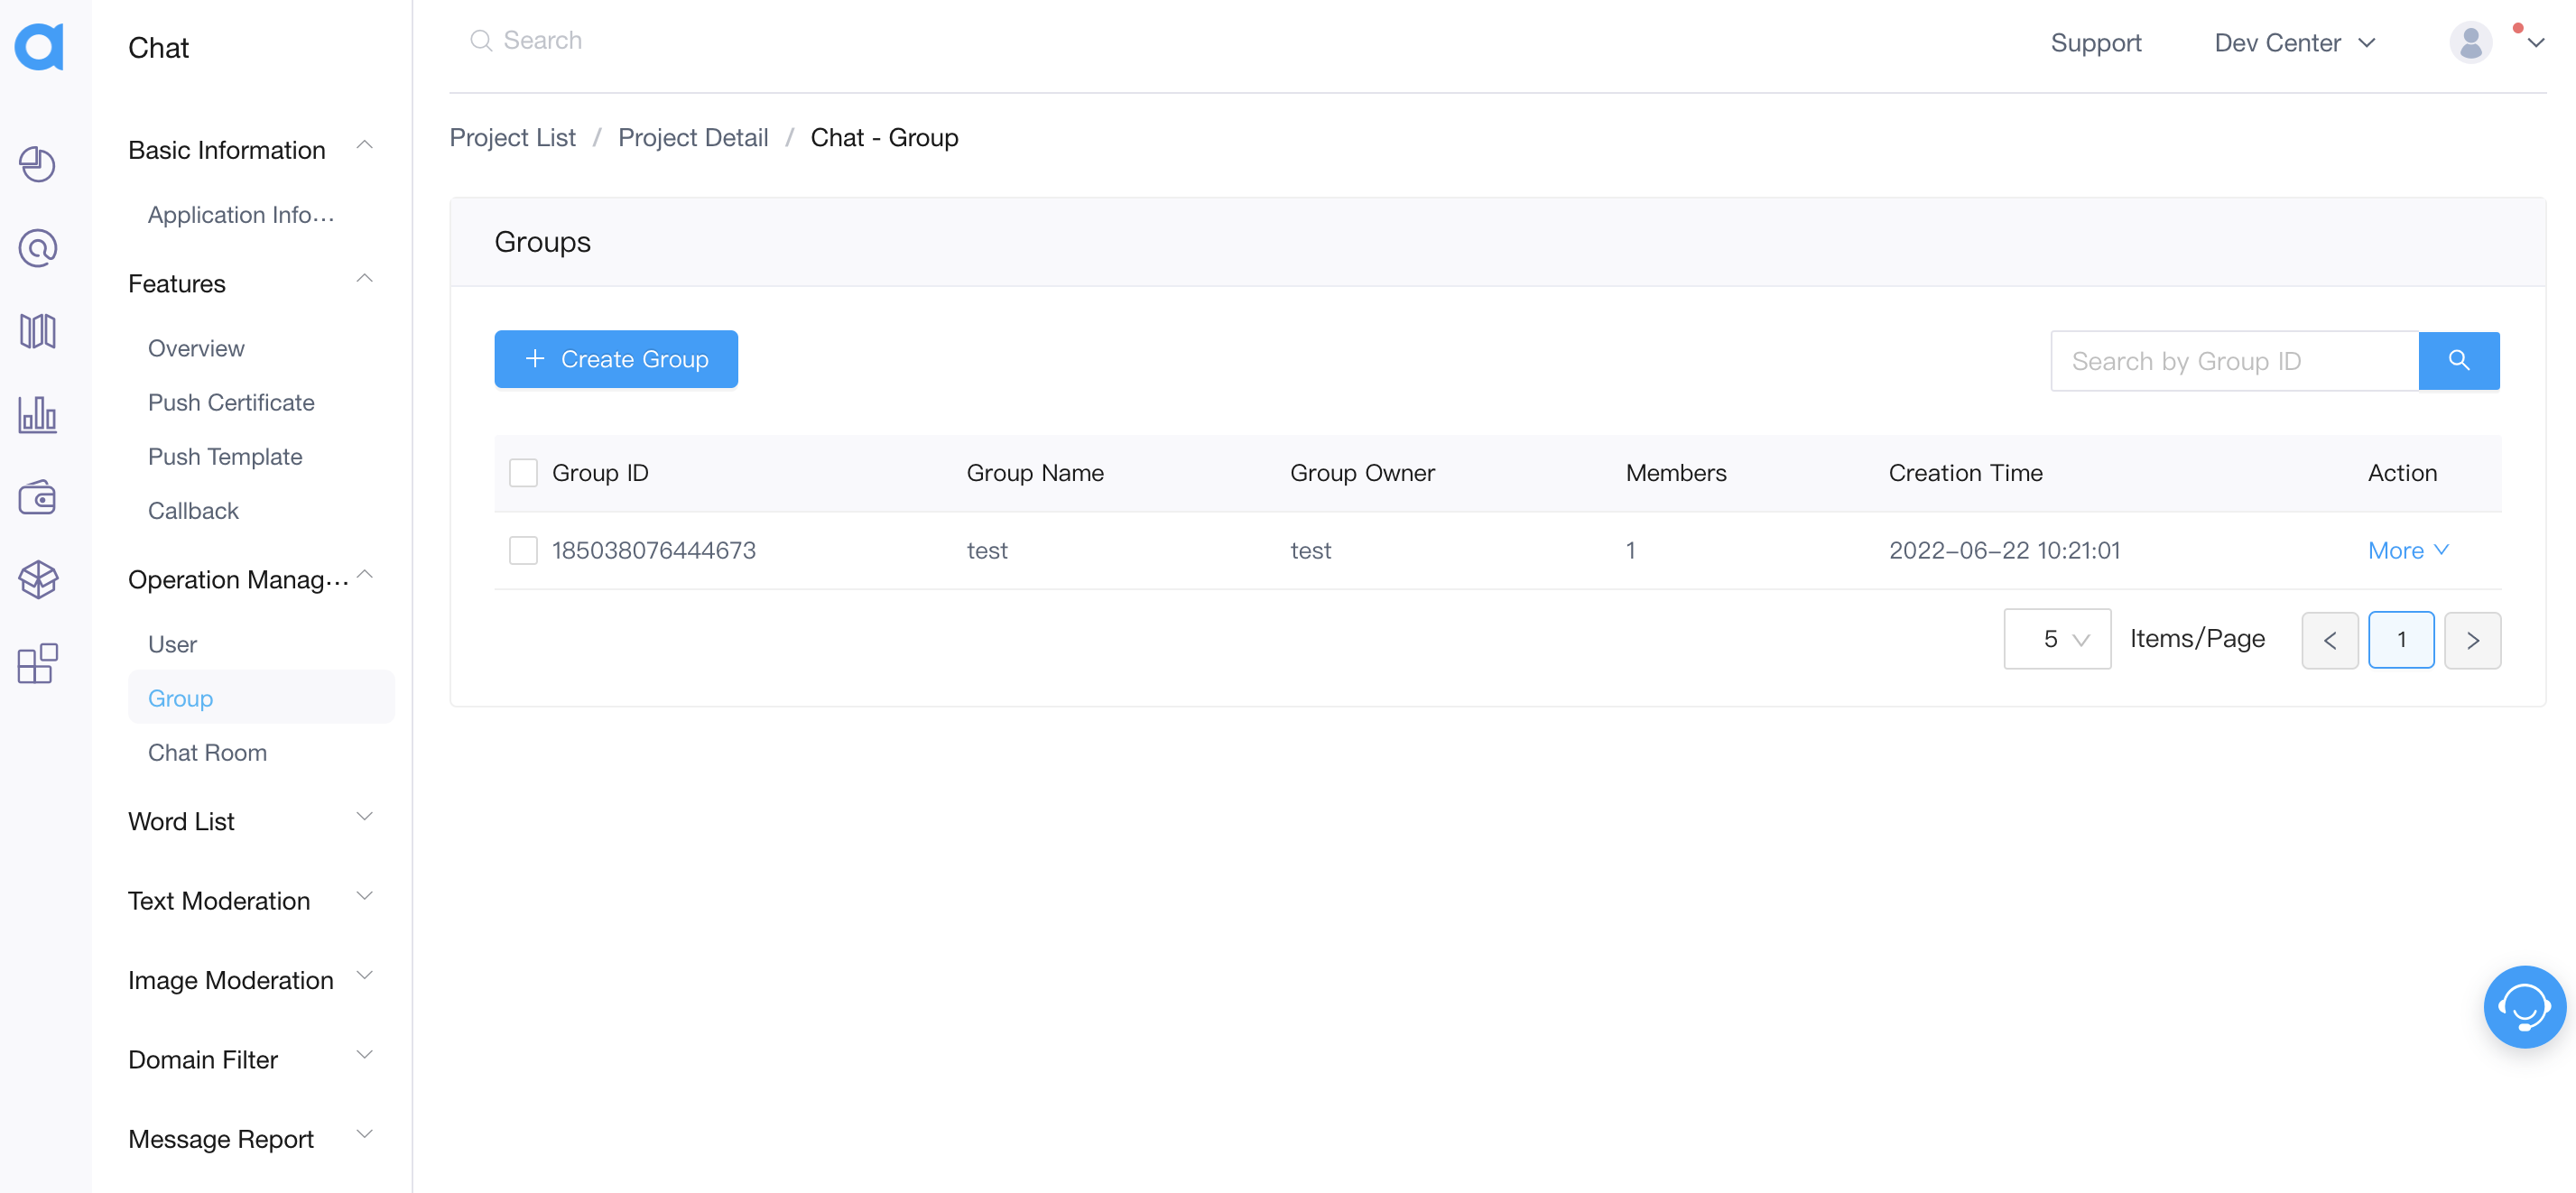 Chat
Basic Information
Application Info...
Features
Overview
Push Certificate
Push Template
Callback
Operation Manag...
User
Group
Chat Room
Word List
Text Moderation
Image Moderation
Domain Filter
Message Report
Search
Support
Dev Center
Project List / Project Detail / Chat - Group
Groups
+ Create Group
Search by Group ID
Group ID Group Name Group Owner Members Creation Time Action
185038076444673 test test 1 2022-06-22 10:21:01 More
5 Items/Page < 1 >